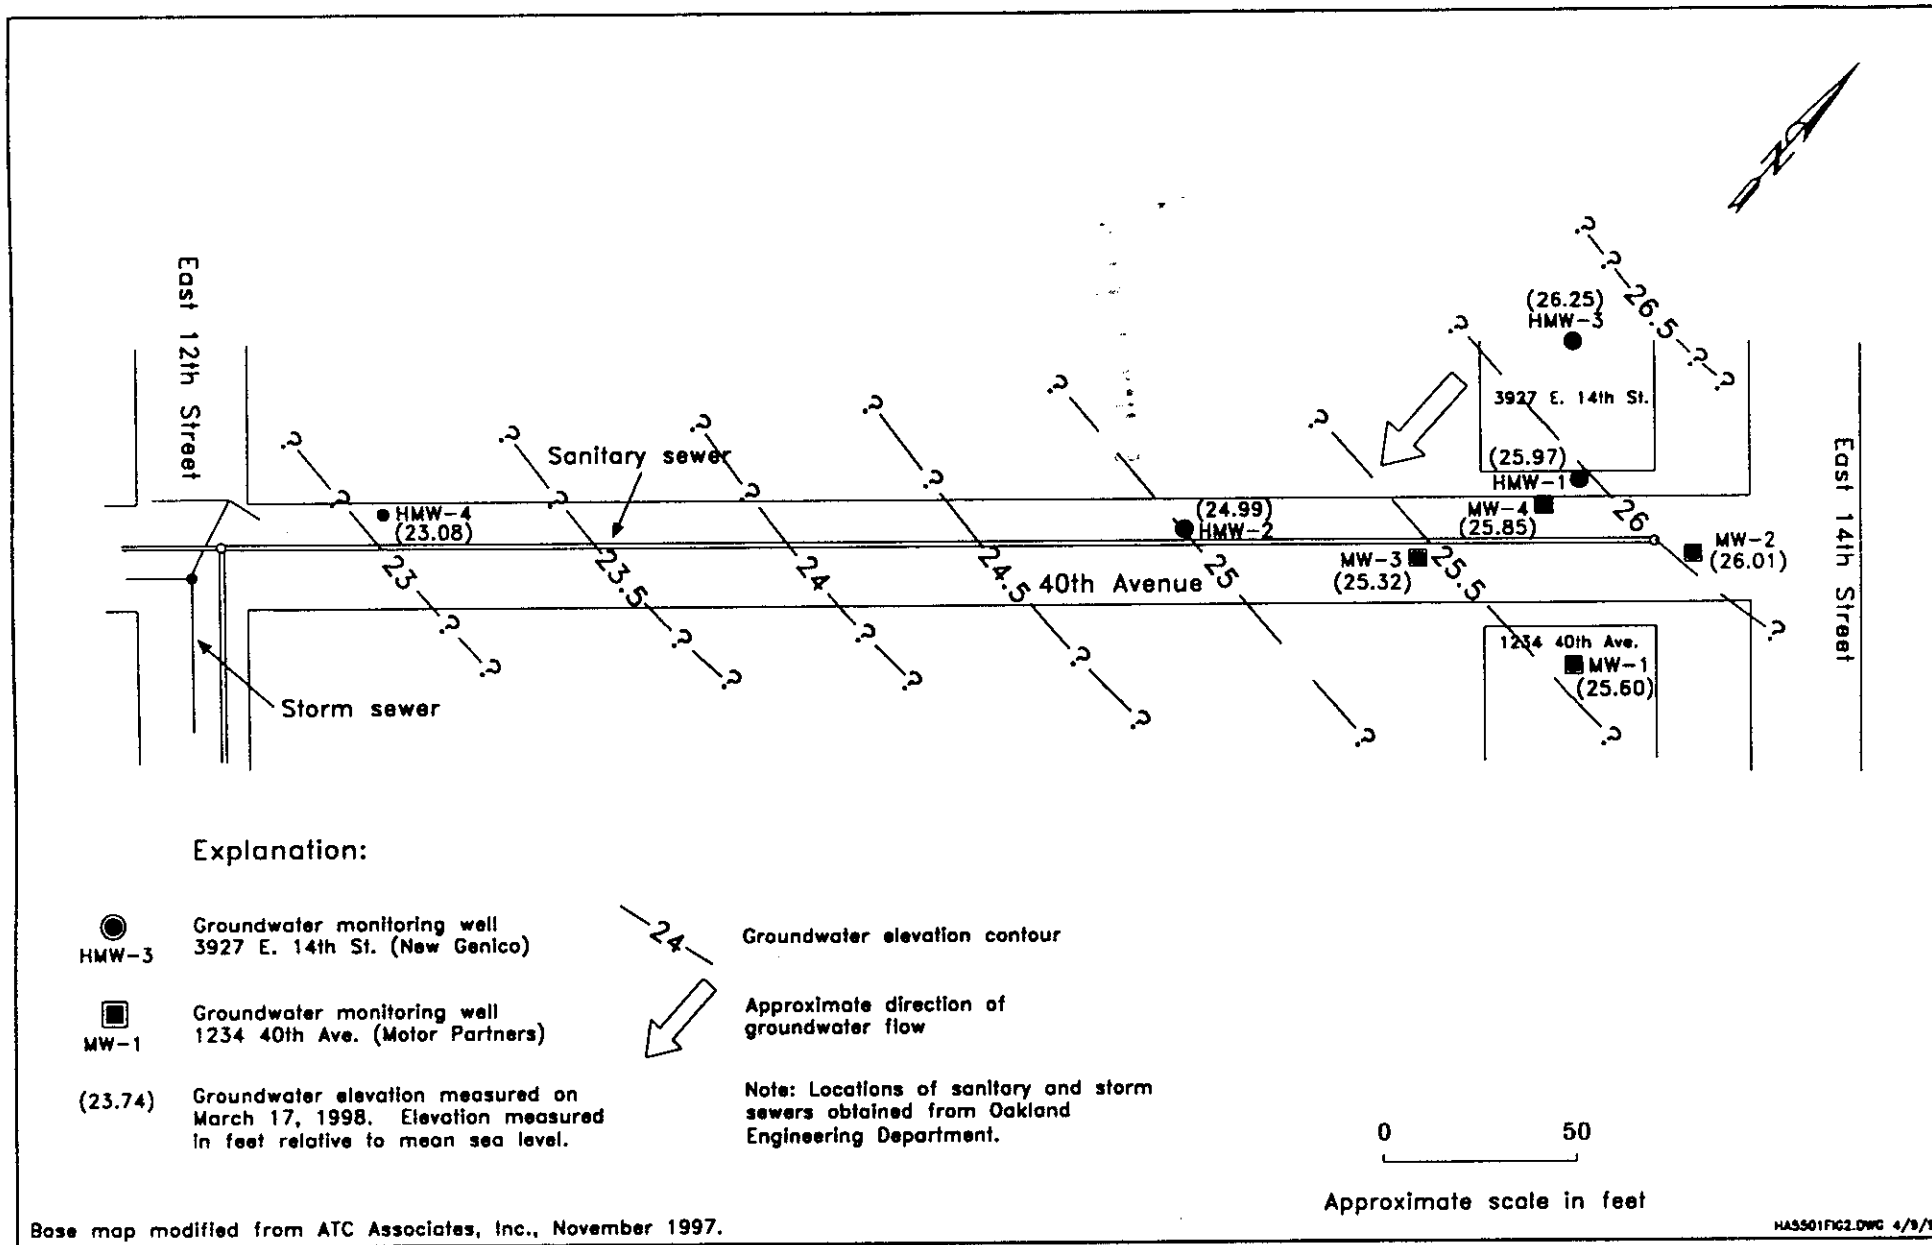 N
East 12th Street
East 14th Street
?
?
26.5
?
?
(26.25)
HMW-3
?
3927 E. 14th St.
?
?
?
?
?
?
?
Sanitary sewer
(25.97)
HMW-1
?
?
?
?
HMW-4
(23.08)
(24.99)
HMW-2
MW-4
(25.85)
26
MW-2
(26.01)
MW-3
(25.32)
23
23.5
24
24.5
25
25.5
40th Avenue
?
?
?
?
?
1234 40th Ave.
MW-1
(25.60)
?
?
?
?
?
?
Storm sewer
Explanation:
HMW-3
Groundwater monitoring well
3927 E. 14th St. (New Genico)
MW-1
Groundwater monitoring well
1234 40th Ave. (Motor Partners)
(23.74)
Groundwater elevation measured on
March 17, 1998. Elevation measured
in feet relative to mean sea level.
24
Groundwater elevation contour
Approximate direction of
groundwater flow
Note: Locations of sanitary and storm
sewers obtained from Oakland
Engineering Department.
0 50
Approximate scale in feet
Base map modified from ATC Associates, Inc., November 1997.
HA5501FIG2.DWG 4/9/9